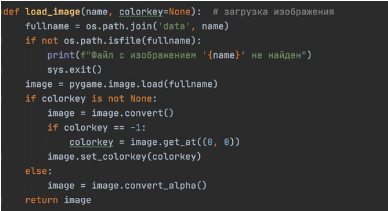 def load_image(name, colorkey=None):  # загрузка изображения
    fullname = os.path.join('data', name)
    if not os.path.isfile(fullname):
        print(f"Файл с изображением '{name}' не найден")
        sys.exit()
    image = pygame.image.load(fullname)
    if colorkey is not None:
        image = image.convert()
        if colorkey == -1:
            colorkey = image.get_at((0, 0))
        image.set_colorkey(colorkey)
    else:
        image = image.convert_alpha()
    return image